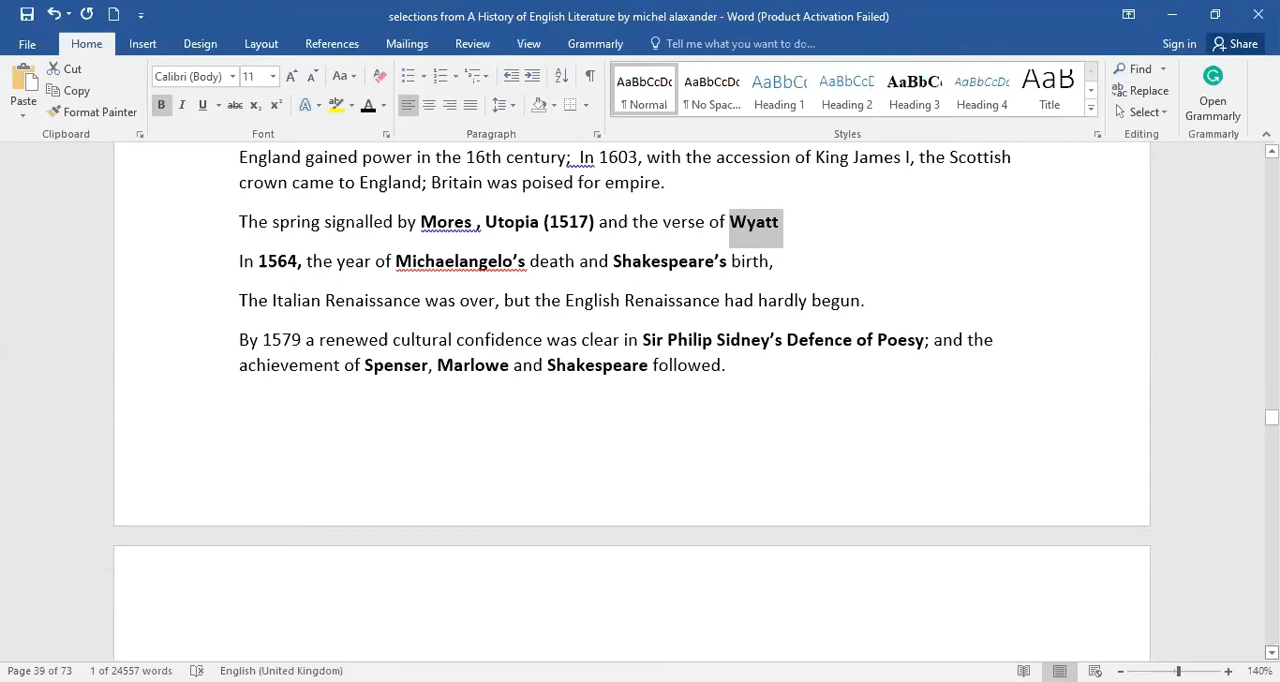 selections from A History of English Literature by michel alaxander - Word (Product Activation Failed)
File Home Insert Design Layout References Mailings Review View Grammarly Tell me what you want to do... Sign in Share
Paste Cut Copy Format Painter Clipboard
Calibri (Body) 11 Aa B I U abc X₂ X² A Font
Paragraph
AaBbCcDc AaBbCcDc AaBbC AaBbCcD AaBbC AaBbCcD AaB
¶ Normal ¶ No Spac... Heading 1 Heading 2 Heading 3 Heading 4 Title
Styles
Find Replace Select Editing
Open Grammarly Grammarly
England gained power in the 16th century;  In 1603, with the accession of King James I, the Scottish
crown came to England; Britain was poised for empire.
The spring signalled by Mores , Utopia (1517) and the verse of Wyatt
In 1564, the year of Michaelangelo’s death and Shakespeare’s birth,
The Italian Renaissance was over, but the English Renaissance had hardly begun.
By 1579 a renewed cultural confidence was clear in Sir Philip Sidney’s Defence of Poesy; and the
achievement of Spenser, Marlowe and Shakespeare followed.
Page 39 of 73 1 of 24557 words English (United Kingdom) 140%